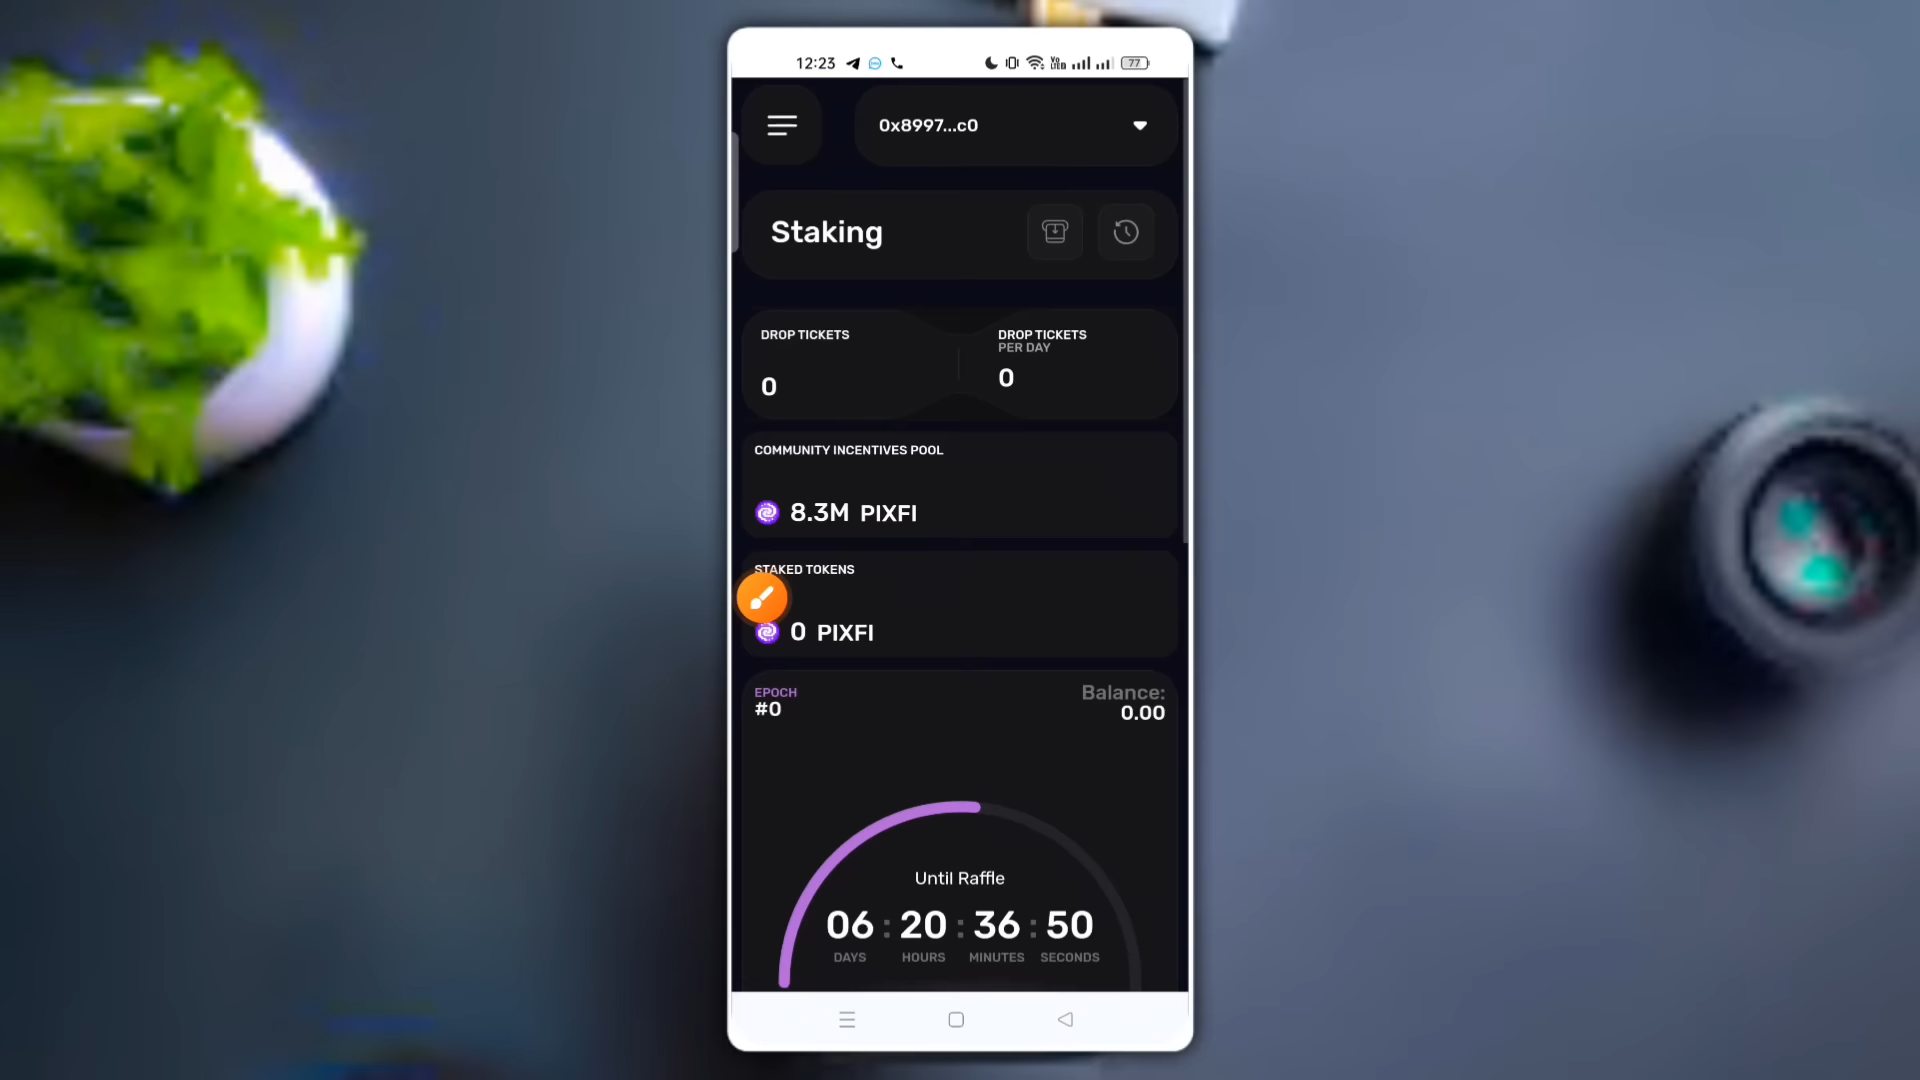 12:23
77
0x8997...c0
Staking
DROP TICKETS
0
DROP TICKETS
PER DAY
0
COMMUNITY INCENTIVES POOL
8.3M PIXFI
STAKED TOKENS
0 PIXFI
EPOCH
#0
Balance:
0.00
Until Raffle
06 : 20 : 36 : 50
DAYS HOURS MINUTES SECONDS